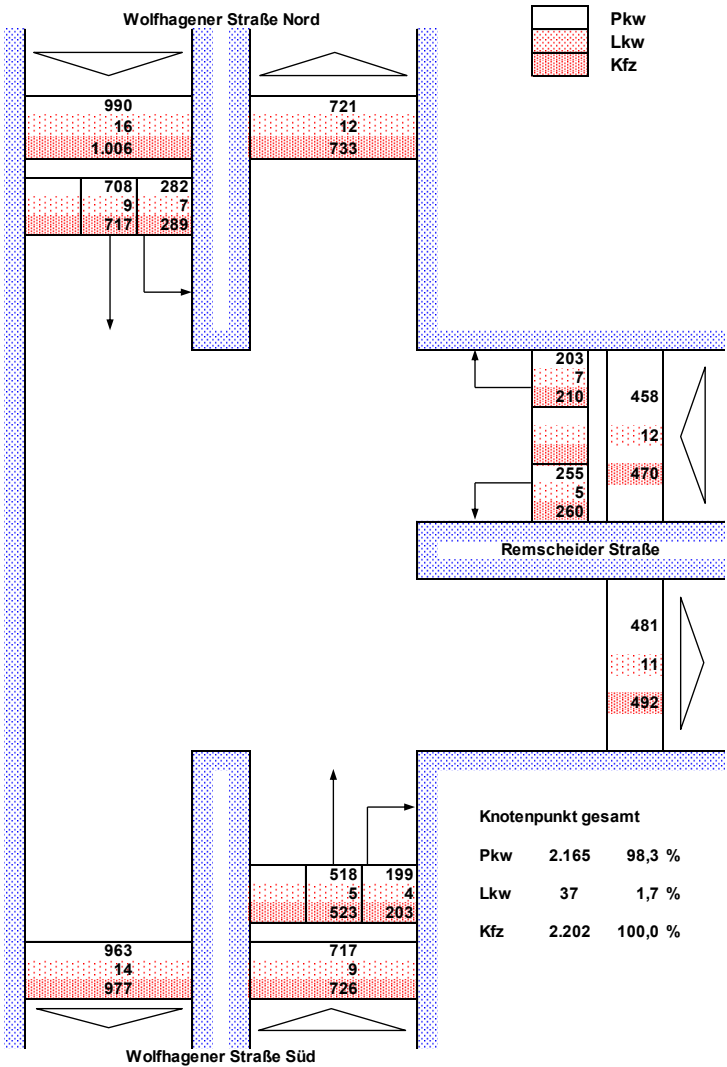 Wolfhagener Straße Nord
Pkw
Lkw
Kfz
990 721
16 12
1.006 733
708 282
9 7
717 289
203
7
210
458
12
470
255
5
260
Remscheider Straße
481
11
492
Knotenpunkt gesamt
Pkw 2.165 98,3 %
Lkw 37 1,7 %
Kfz 2.202 100,0 %
518 199
5 4
523 203
963 717
14 9
977 726
Wolfhagener Straße Süd